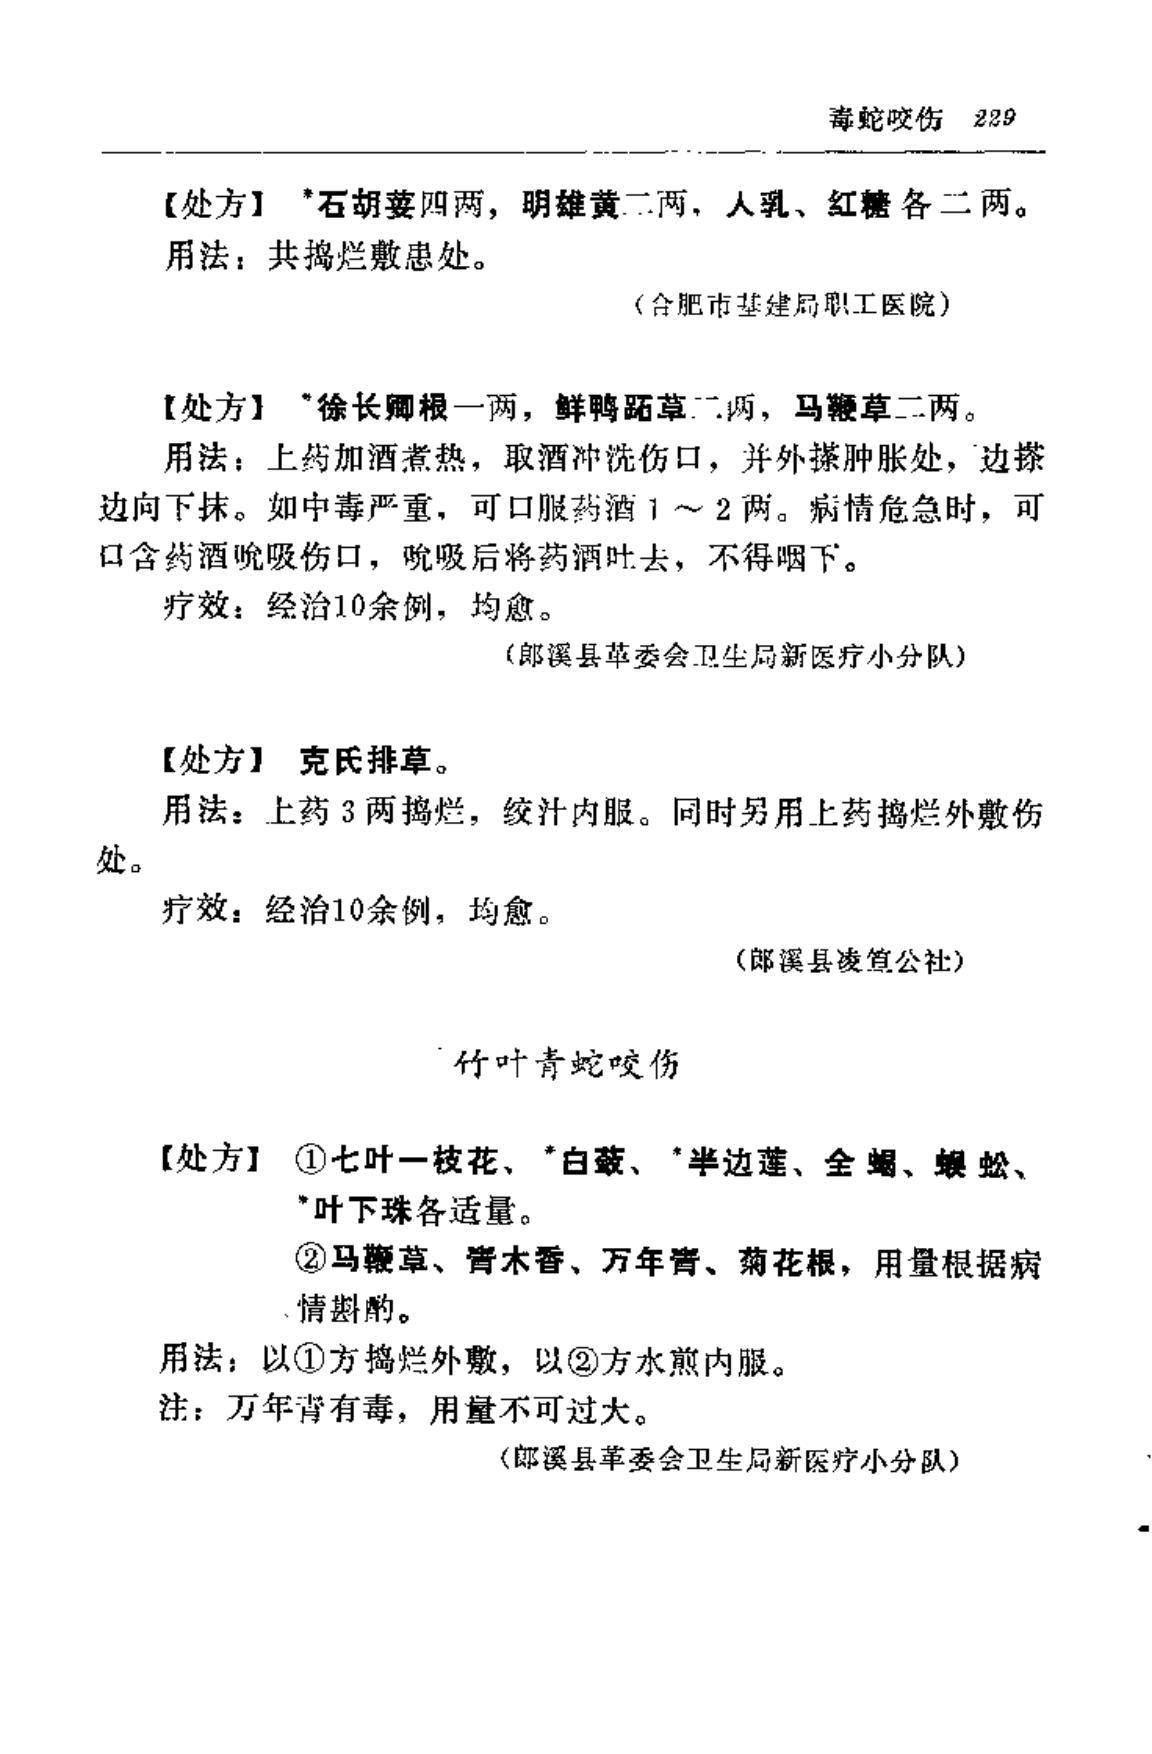 毒蛇咬伤 229
【处方】 *石胡荽四两，明雄黄二两，人乳、红糖各二两。
用法：共捣烂敷患处。
（合肥市基建局职工医院）
【处方】 *徐长卿根一两，鲜鸭跖草二两，马鞭草二两。
用法：上药加酒煮热，取酒冲洗伤口，并外搽肿胀处，边搽
边向下抹。如中毒严重，可口服药酒1～2两。病情危急时，可
口含药酒吮吸伤口，吮吸后将药酒吐去，不得咽下。
疗效：经治10余例，均愈。
（郎溪县革委会卫生局新医疗小分队）
【处方】 克氏排草。
用法：上药3两捣烂，绞汁内服。同时另用上药捣烂外敷伤
处。
疗效：经治10余例，均愈。
（郎溪县凌笪公社）
竹叶青蛇咬伤
【处方】 ①七叶一枝花、*白蔹、*半边莲、全蝎、蜈蚣、
*叶下珠各适量。
②马鞭草、青木香、万年青、菊花根，用量根据病
情斟酌。
用法：以①方捣烂外敷，以②方水煎内服。
注：万年青有毒，用量不可过大。
（郎溪县革委会卫生局新医疗小分队）